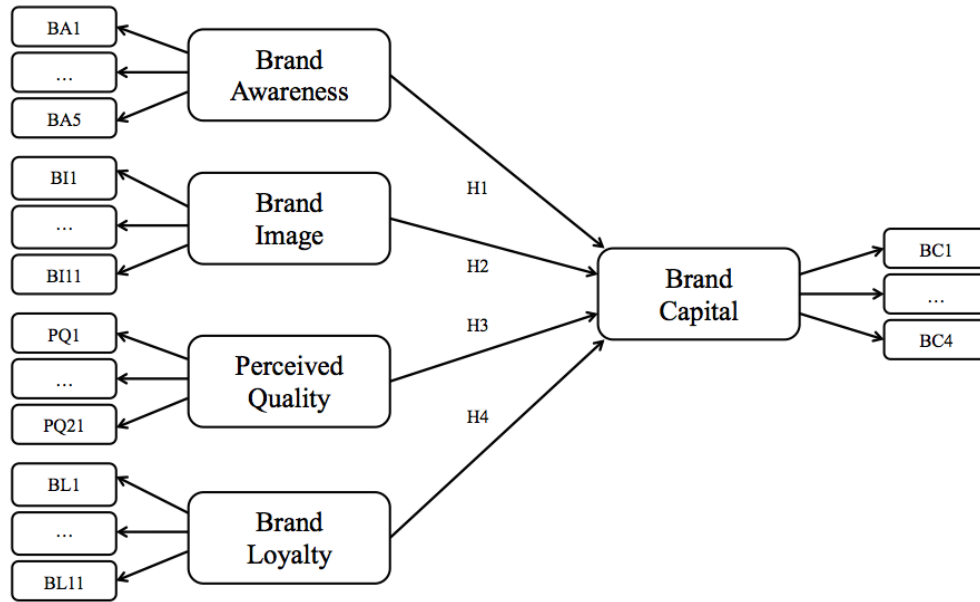 BA1
…
BA5
Brand
Awareness
BI1
…
BI11
Brand
Image
PQ1
…
PQ21
Perceived
Quality
BL1
…
BL11
Brand
Loyalty
H1
H2
H3
H4
Brand
Capital
BC1
…
BC4